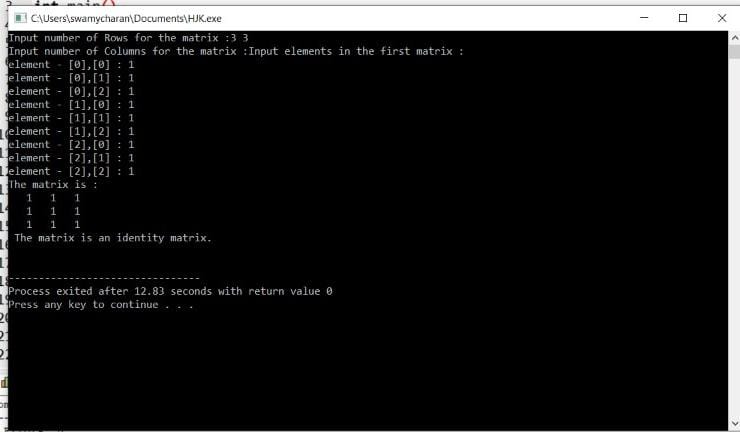 int main()
C:\Users\swamycharan\Documents\HJK.exe
Input number of Rows for the matrix :3 3
Input number of Columns for the matrix :Input elements in the first matrix :
element - [0],[0] : 1
element - [0],[1] : 1
element - [0],[2] : 1
element - [1],[0] : 1
element - [1],[1] : 1
element - [1],[2] : 1
element - [2],[0] : 1
element - [2],[1] : 1
element - [2],[2] : 1
The matrix is :
1 1 1
1 1 1
1 1 1
The matrix is an identity matrix.
--------------------------------
Process exited after 12.83 seconds with return value 0
Press any key to continue . . .